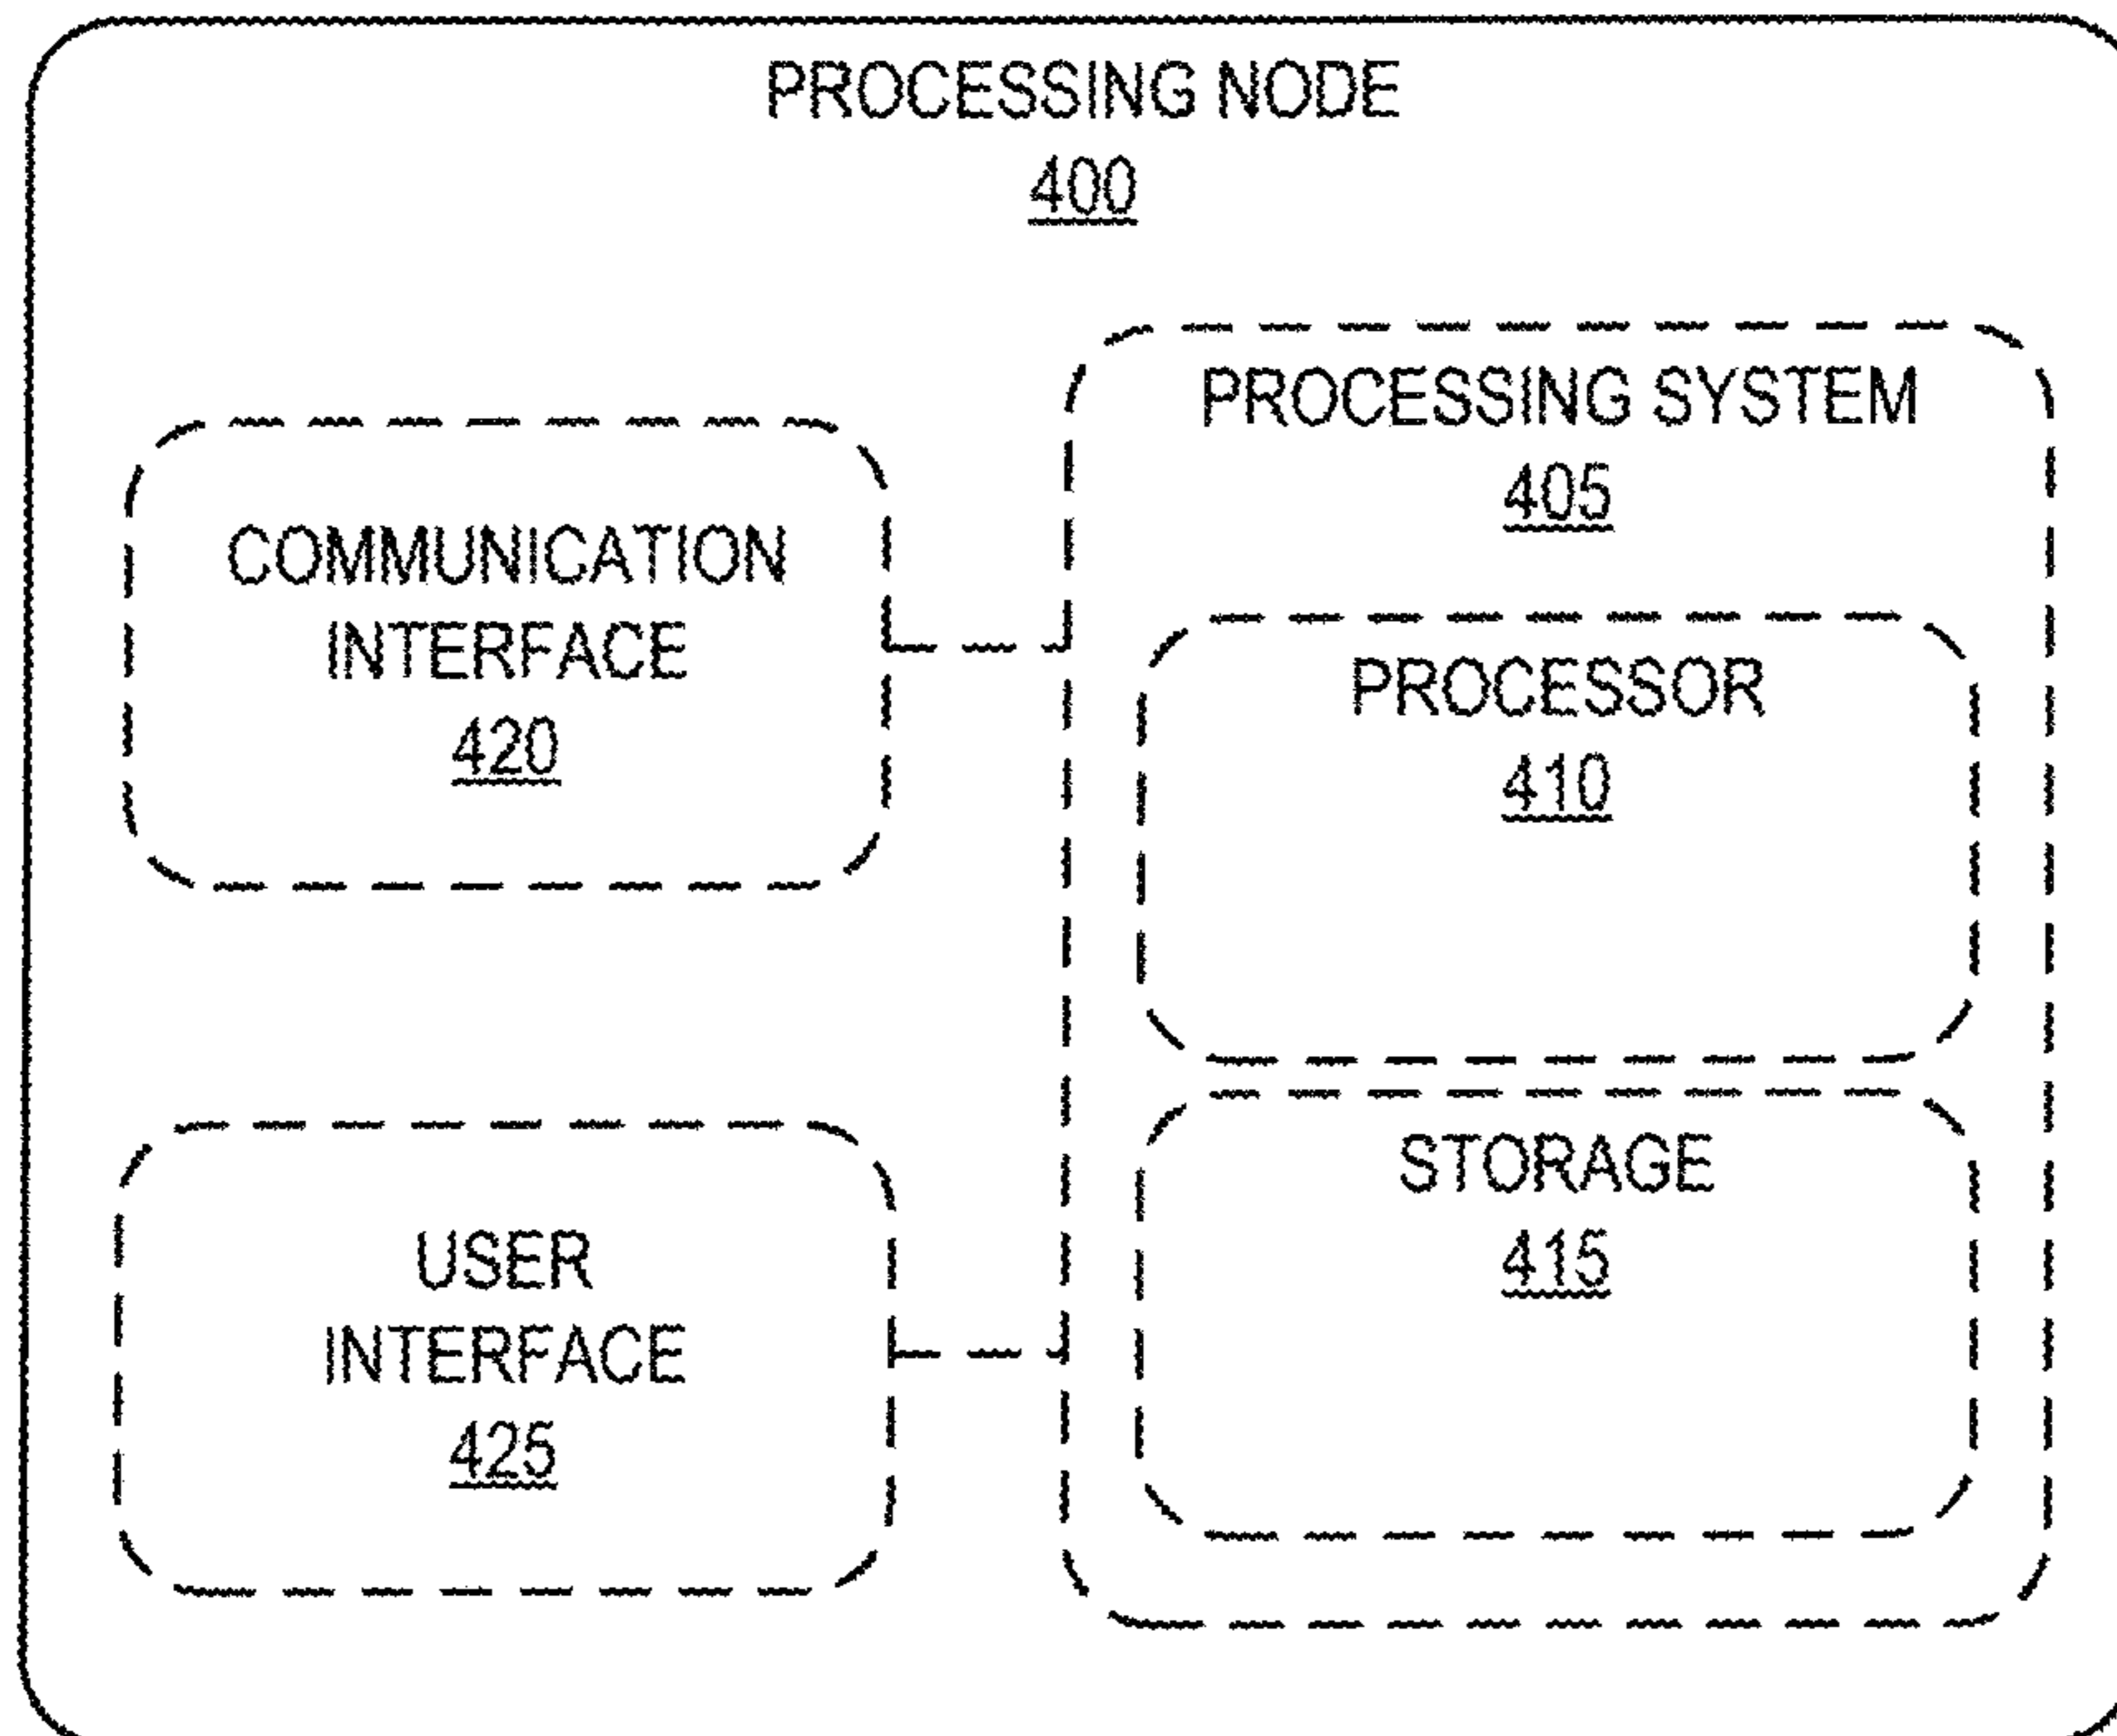 PROCESSING NODE
400
PROCESSING SYSTEM
405
COMMUNICATION
INTERFACE
420
PROCESSOR
410
USER
INTERFACE
425
STORAGE
415